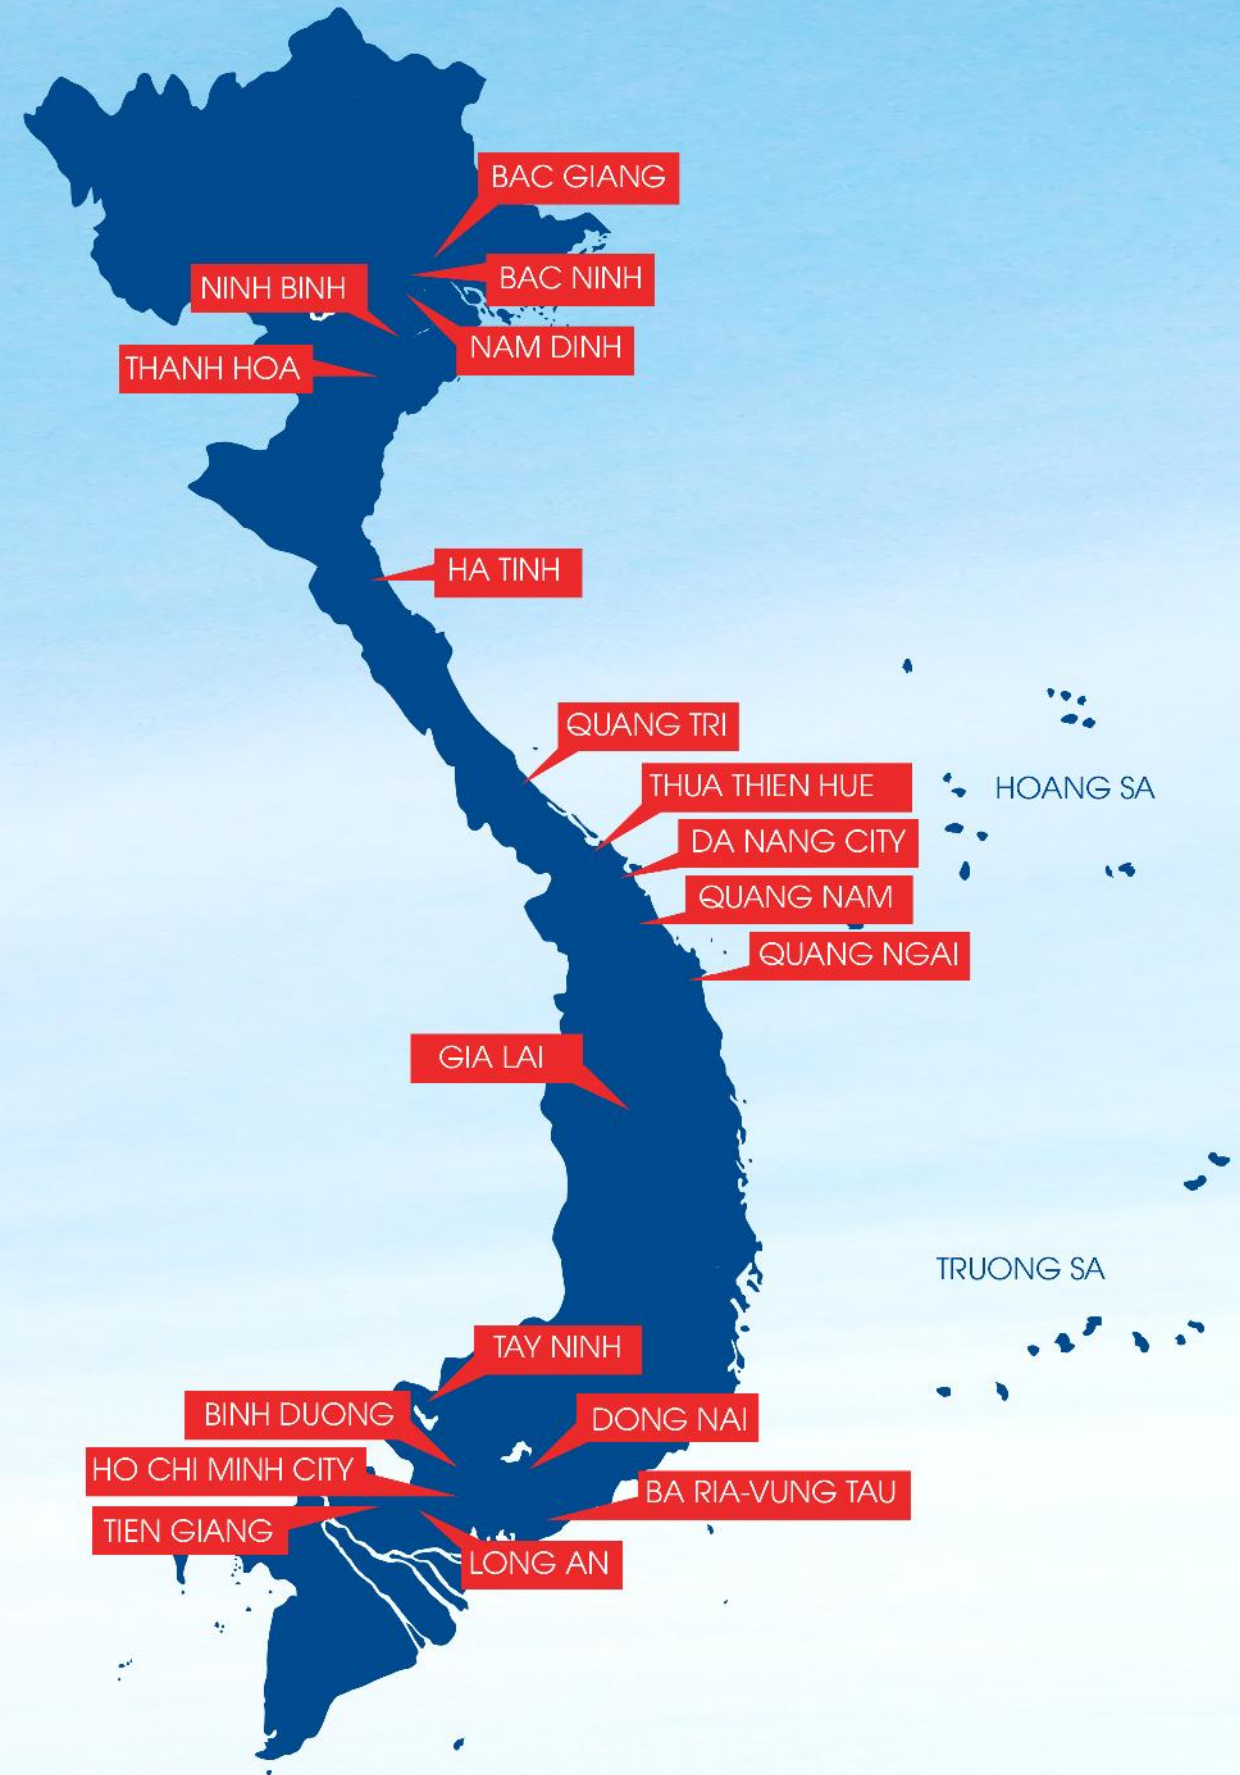 BAC GIANG
BAC NINH
NINH BINH
NAM DINH
THANH HOA
HA TINH
QUANG TRI
THUA THIEN HUE
HOANG SA
DA NANG CITY
QUANG NAM
QUANG NGAI
GIA LAI
TRUONG SA
TAY NINH
BINH DUONG
DONG NAI
HO CHI MINH CITY
BA RIA-VUNG TAU
TIEN GIANG
LONG AN